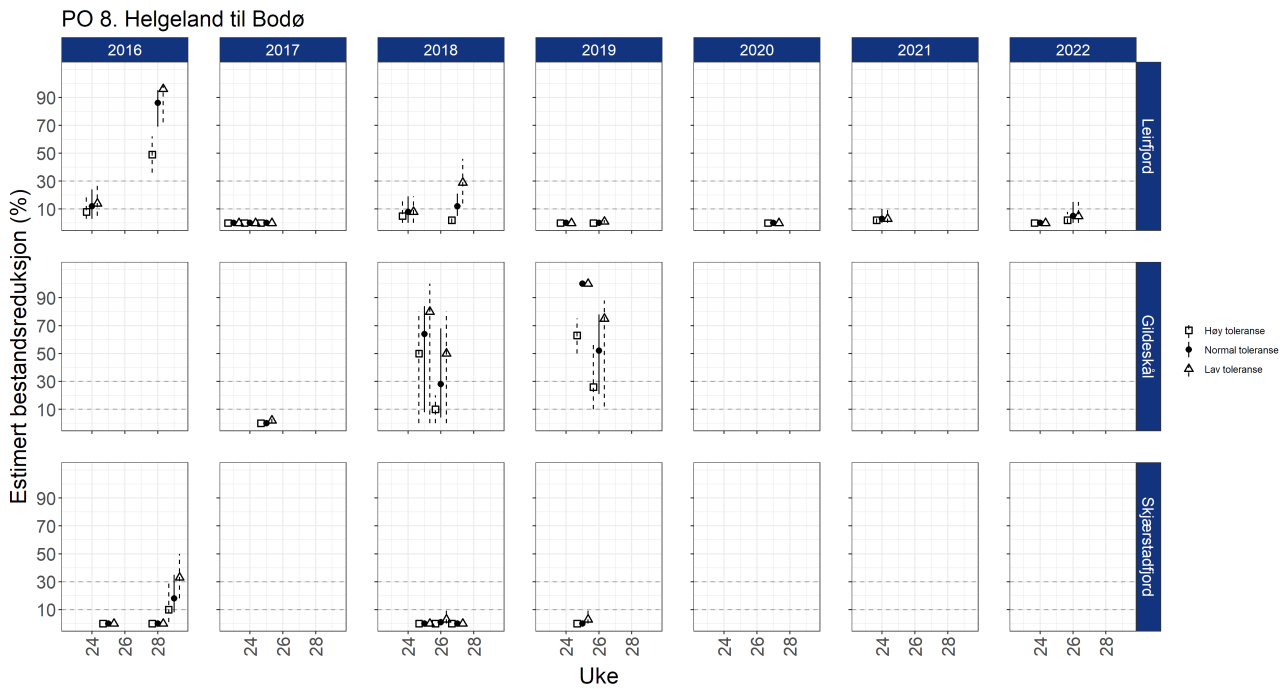 PO 8. Helgeland til Bodø
2016 2017 2018 2019 2020 2021 2022
Estimert bestandsreduksjon (%)
90
70
50
30
10
Leirfjord
90
70
50
30
10
Gildeskål
90
70
50
30
10
Skjærstadfjord
Høy toleranse
Normal toleranse
Lav toleranse
24 26 28 24 26 28 24 26 28 24 26 28 24 26 28 24 26 28 24 26 28
Uke